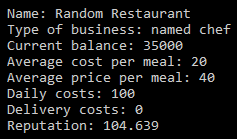 Name: Random Restaurant
Type of business: named chef
Current balance: 35000
Average cost per meal: 20
Average price per meal: 40
Daily costs: 100
Delivery costs: 0
Reputation: 104.639